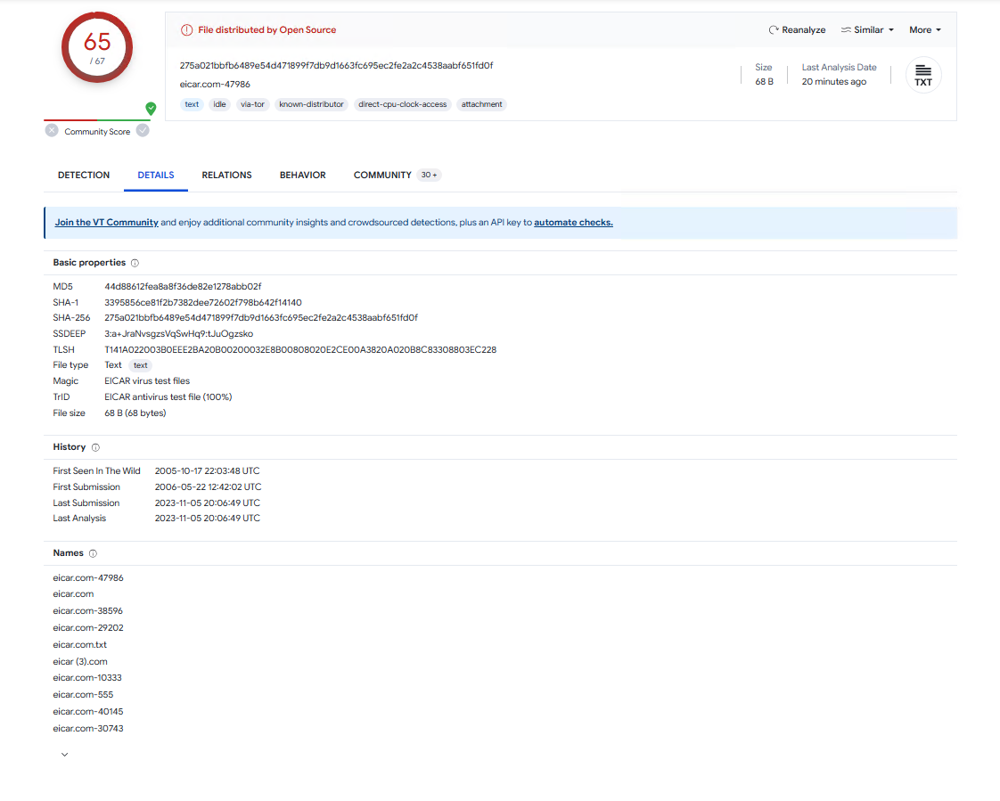 65
/ 67
Community Score
File distributed by Open Source
Reanalyze Similar More
275a021bbfb6489e54d471899f7db9d1663fc695ec2fe2a2c4538aabf651fd0f
eicar.com-47986
text idle via-tor known-distributor direct-cpu-clock-access attachment
Size
68 B
Last Analysis Date
20 minutes ago
TXT
DETECTION DETAILS RELATIONS BEHAVIOR COMMUNITY 30 +
Join the VT Community and enjoy additional community insights and crowdsourced detections, plus an API key to automate checks.
Basic properties
MD5 44d88612fea8a8f36de82e1278abb02f
SHA-1 3395856ce81f2b7382dee72602f798b642f14140
SHA-256 275a021bbfb6489e54d471899f7db9d1663fc695ec2fe2a2c4538aabf651fd0f
SSDEEP 3:a+JraNvsgzsVqSwHq9:tJuOgzsko
TLSH T141A022003B0EEE2BA20B00200032E8B00808020E2CE00A3820A020B8C83308803EC228
File type Text text
Magic EICAR virus test files
TrID EICAR antivirus test file (100%)
File size 68 B (68 bytes)
History
First Seen In The Wild 2005-10-17 22:03:48 UTC
First Submission 2006-05-22 12:42:02 UTC
Last Submission 2023-11-05 20:06:49 UTC
Last Analysis 2023-11-05 20:06:49 UTC
Names
eicar.com-47986
eicar.com
eicar.com-38596
eicar.com-29202
eicar.com.txt
eicar (3).com
eicar.com-10333
eicar.com-555
eicar.com-40145
eicar.com-30743